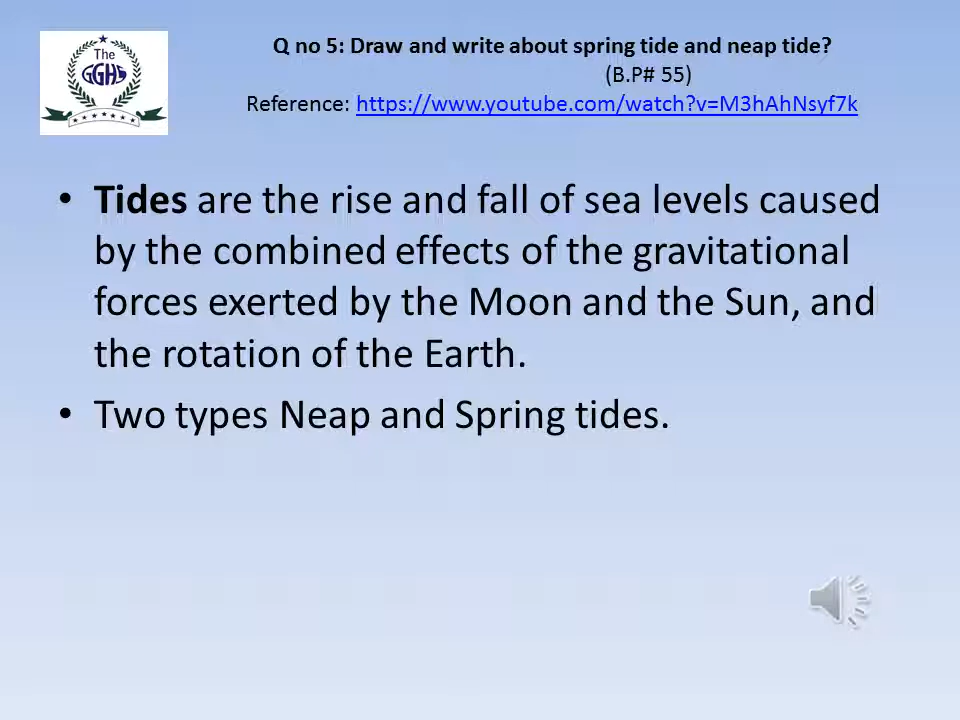 The
GGHS
Q no 5: Draw and write about spring tide and neap tide?
(B.P# 55)
Reference: https://www.youtube.com/watch?v=M3hAhNsyf7k
• Tides are the rise and fall of sea levels caused
by the combined effects of the gravitational
forces exerted by the Moon and the Sun, and
the rotation of the Earth.
• Two types Neap and Spring tides.